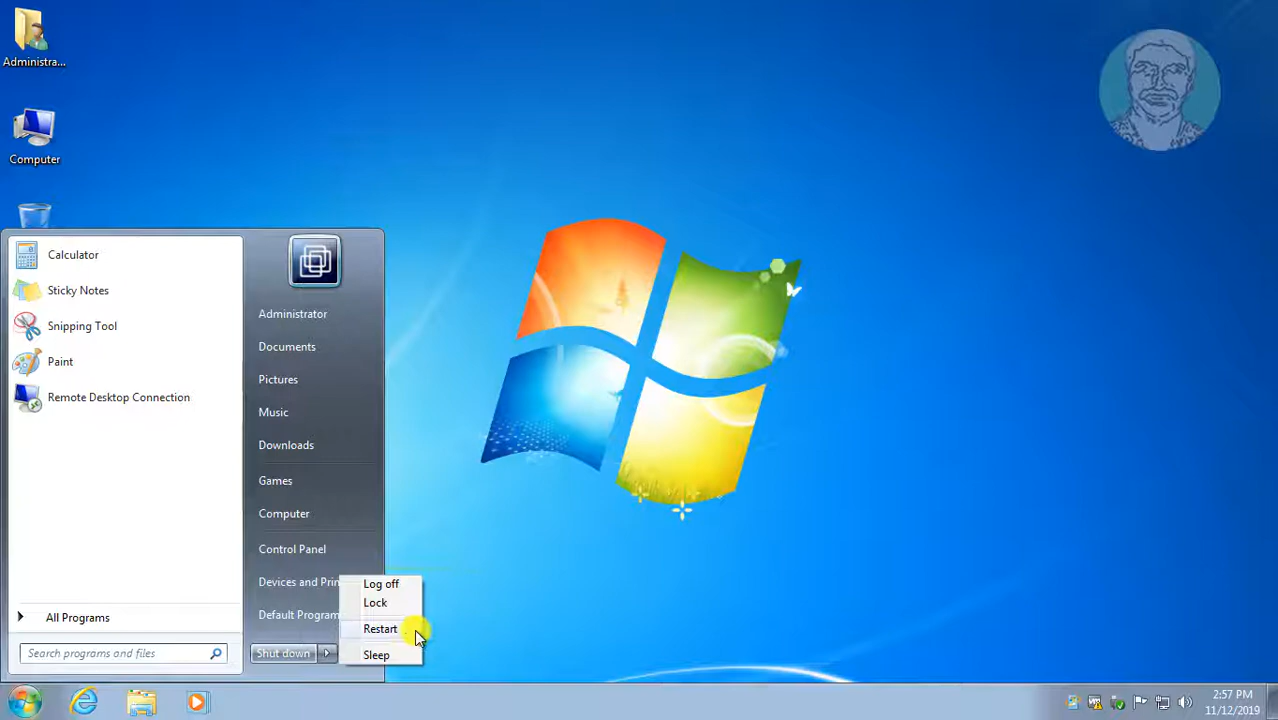 Administra...
Computer
Calculator
Sticky Notes
Snipping Tool
Paint
Remote Desktop Connection
All Programs
Search programs and files
Administrator
Documents
Pictures
Music
Downloads
Games
Computer
Control Panel
Devices and Prin
Default Program
Shut down
Log off
Lock
Restart
Sleep
2:57 PM
11/12/2019